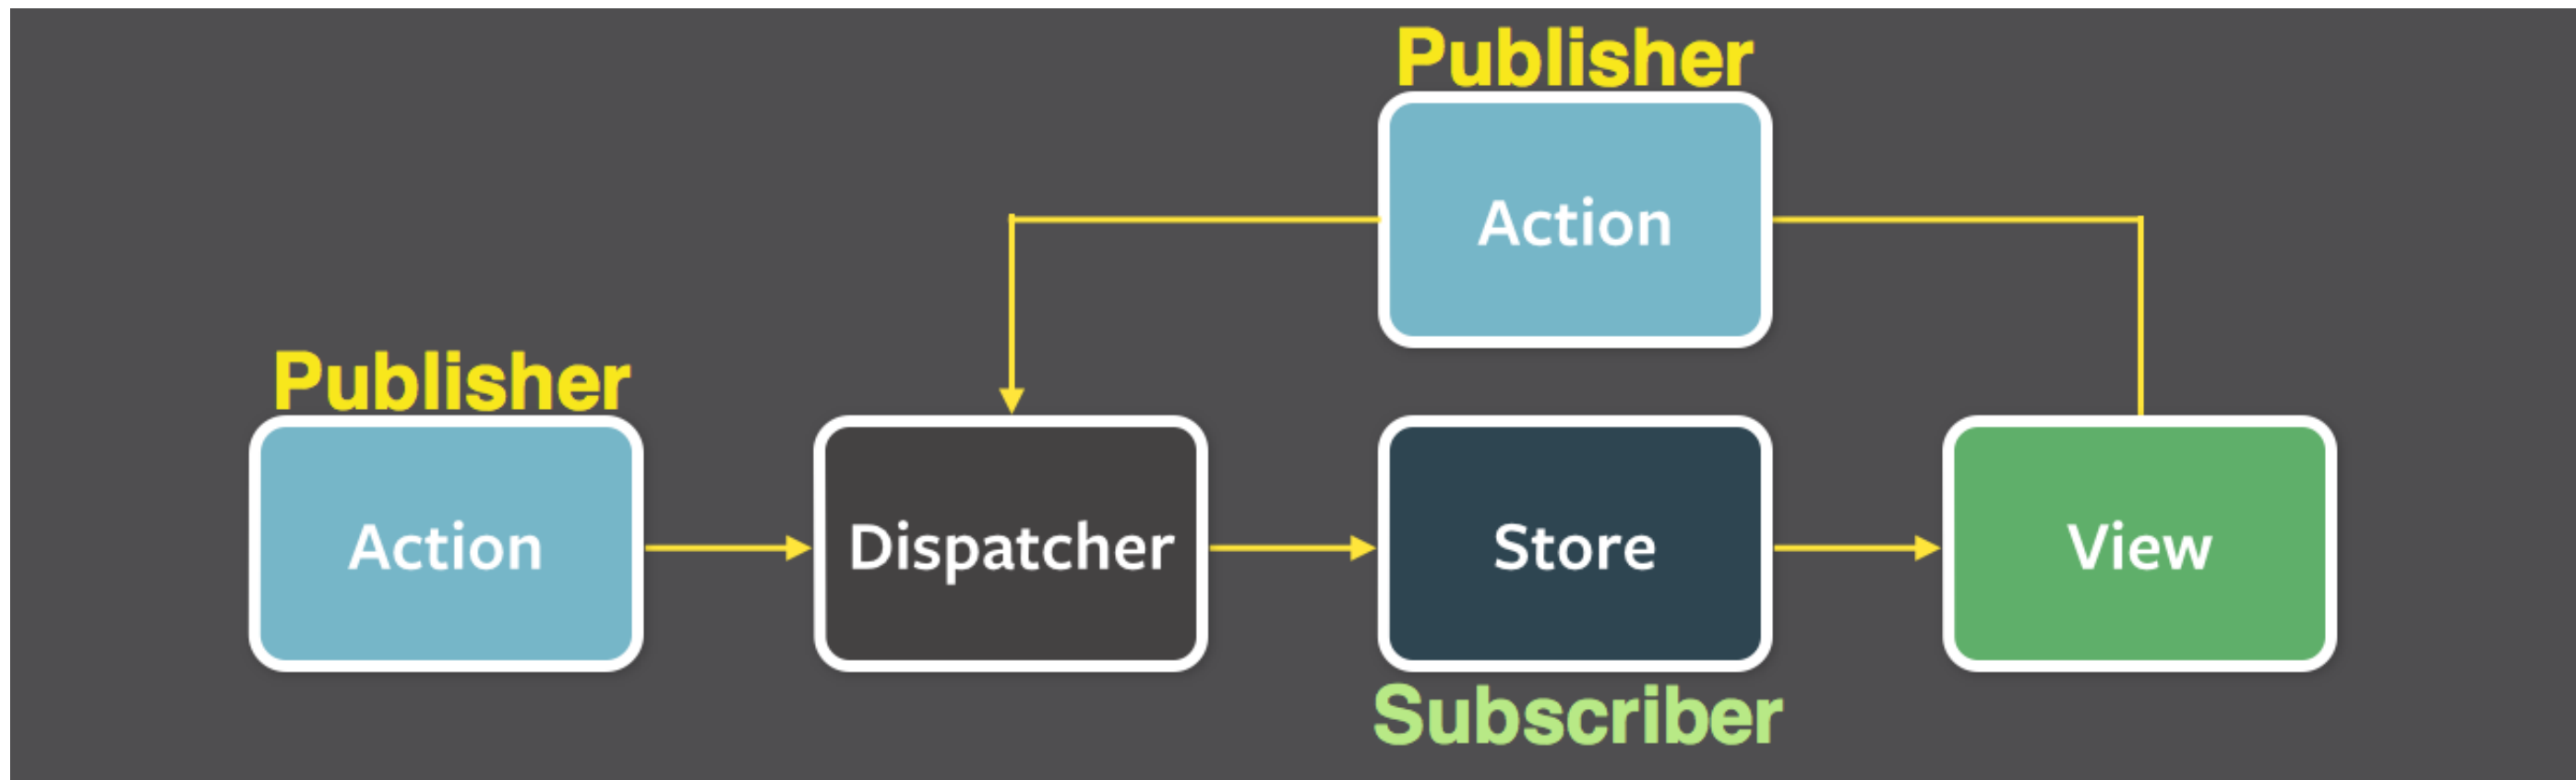 Publisher
Action
Publisher
Action
Dispatcher
Store
View
Subscriber